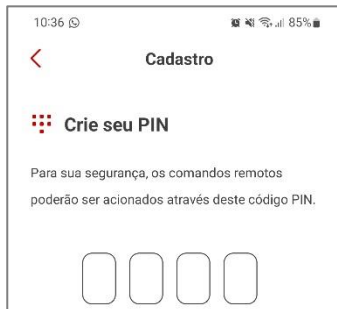 10:36 85%
Cadastro
Crie seu PIN
Para sua segurança, os comandos remotos
poderão ser acionados através deste código PIN.